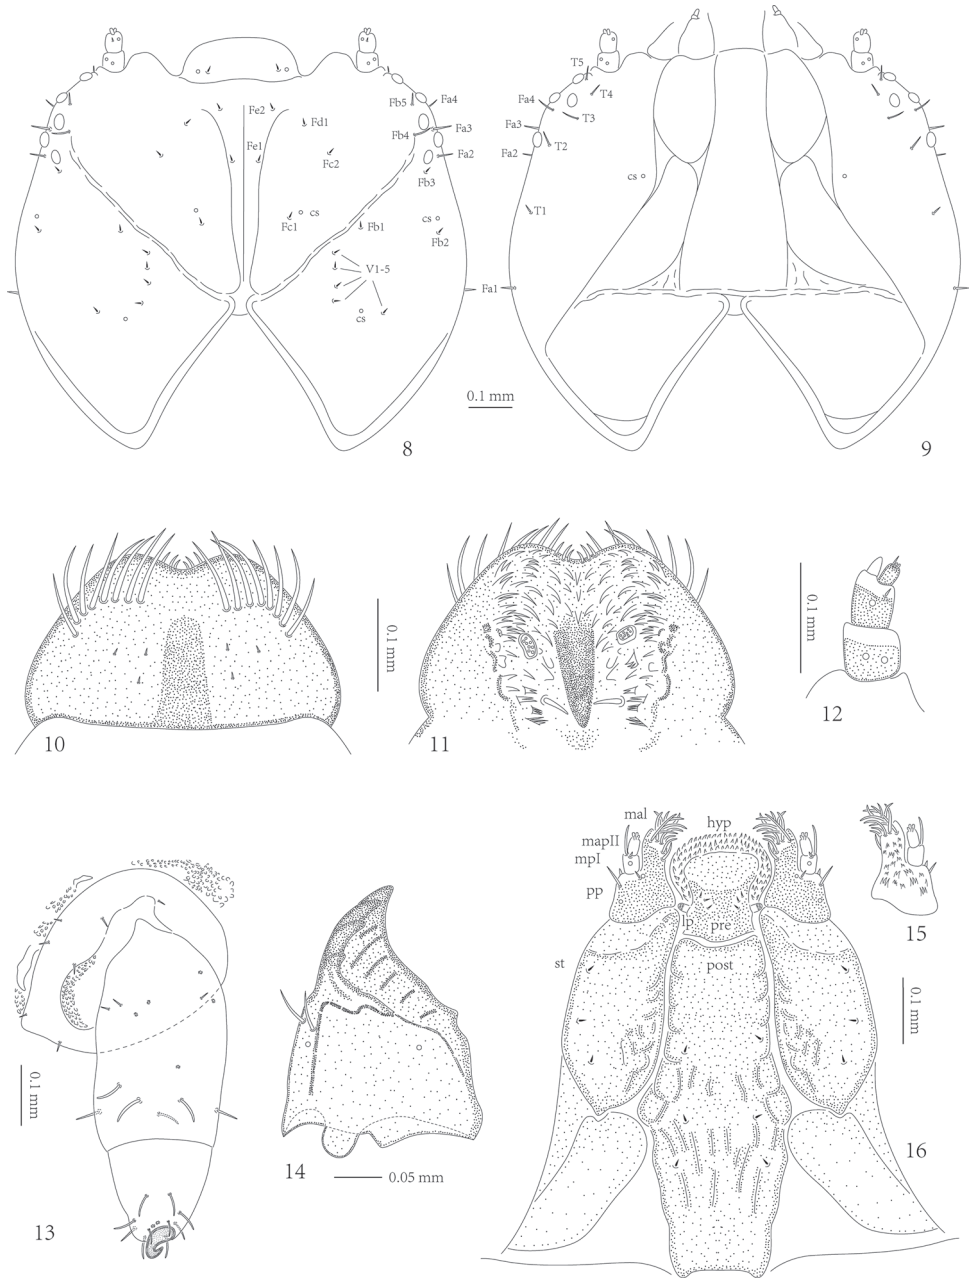 Fe2
Fd1
Fb5
Fa4
Fe1
Fb4
Fa3
Fc2
Fa2
Fb3
cs
Fc1
Fb1
cs
Fb2
V1-5
cs
Fa1
8
T5
T4
Fa4
T3
Fa3
T2
Fa2
cs
T1
9
0.1 mm
10
0.1 mm
11
0.1 mm
12
13
0.1 mm
14
0.05 mm
mal
hyp
mapII
mpI
pp
lp
pre
post
st
15
0.1 mm
16